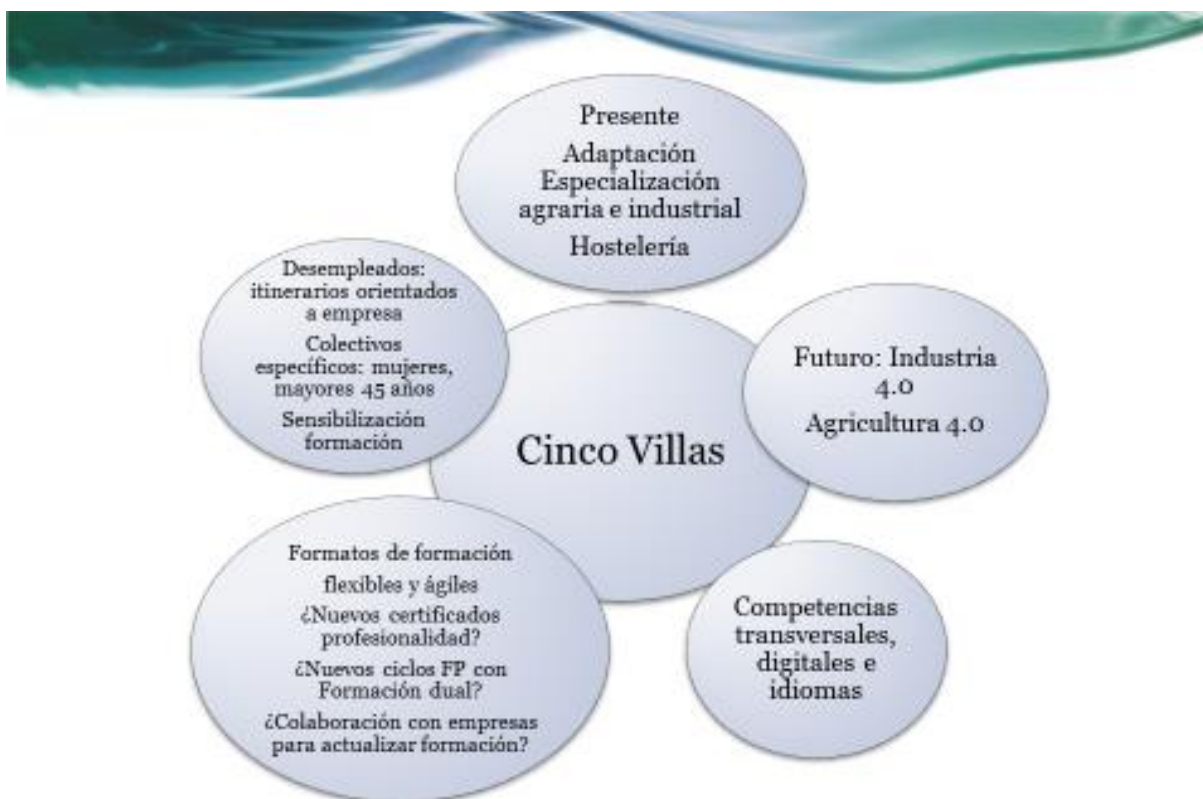 Presente
Adaptación
Especialización
agraria e industrial
Hostelería
Desempleados:
itinerarios orientados
a empresa
Colectivos
específicos: mujeres,
mayores 45 años
Sensibilización
formación
Futuro: Industria
4.0
Agricultura 4.0
Cinco Villas
Formatos de formación
flexibles y ágiles
¿Nuevos certificados
profesionalidad?
¿Nuevos ciclos FP con
Formación dual?
¿Colaboración con empresas
para actualizar formación?
Competencias
transversales,
digitales e
idiomas